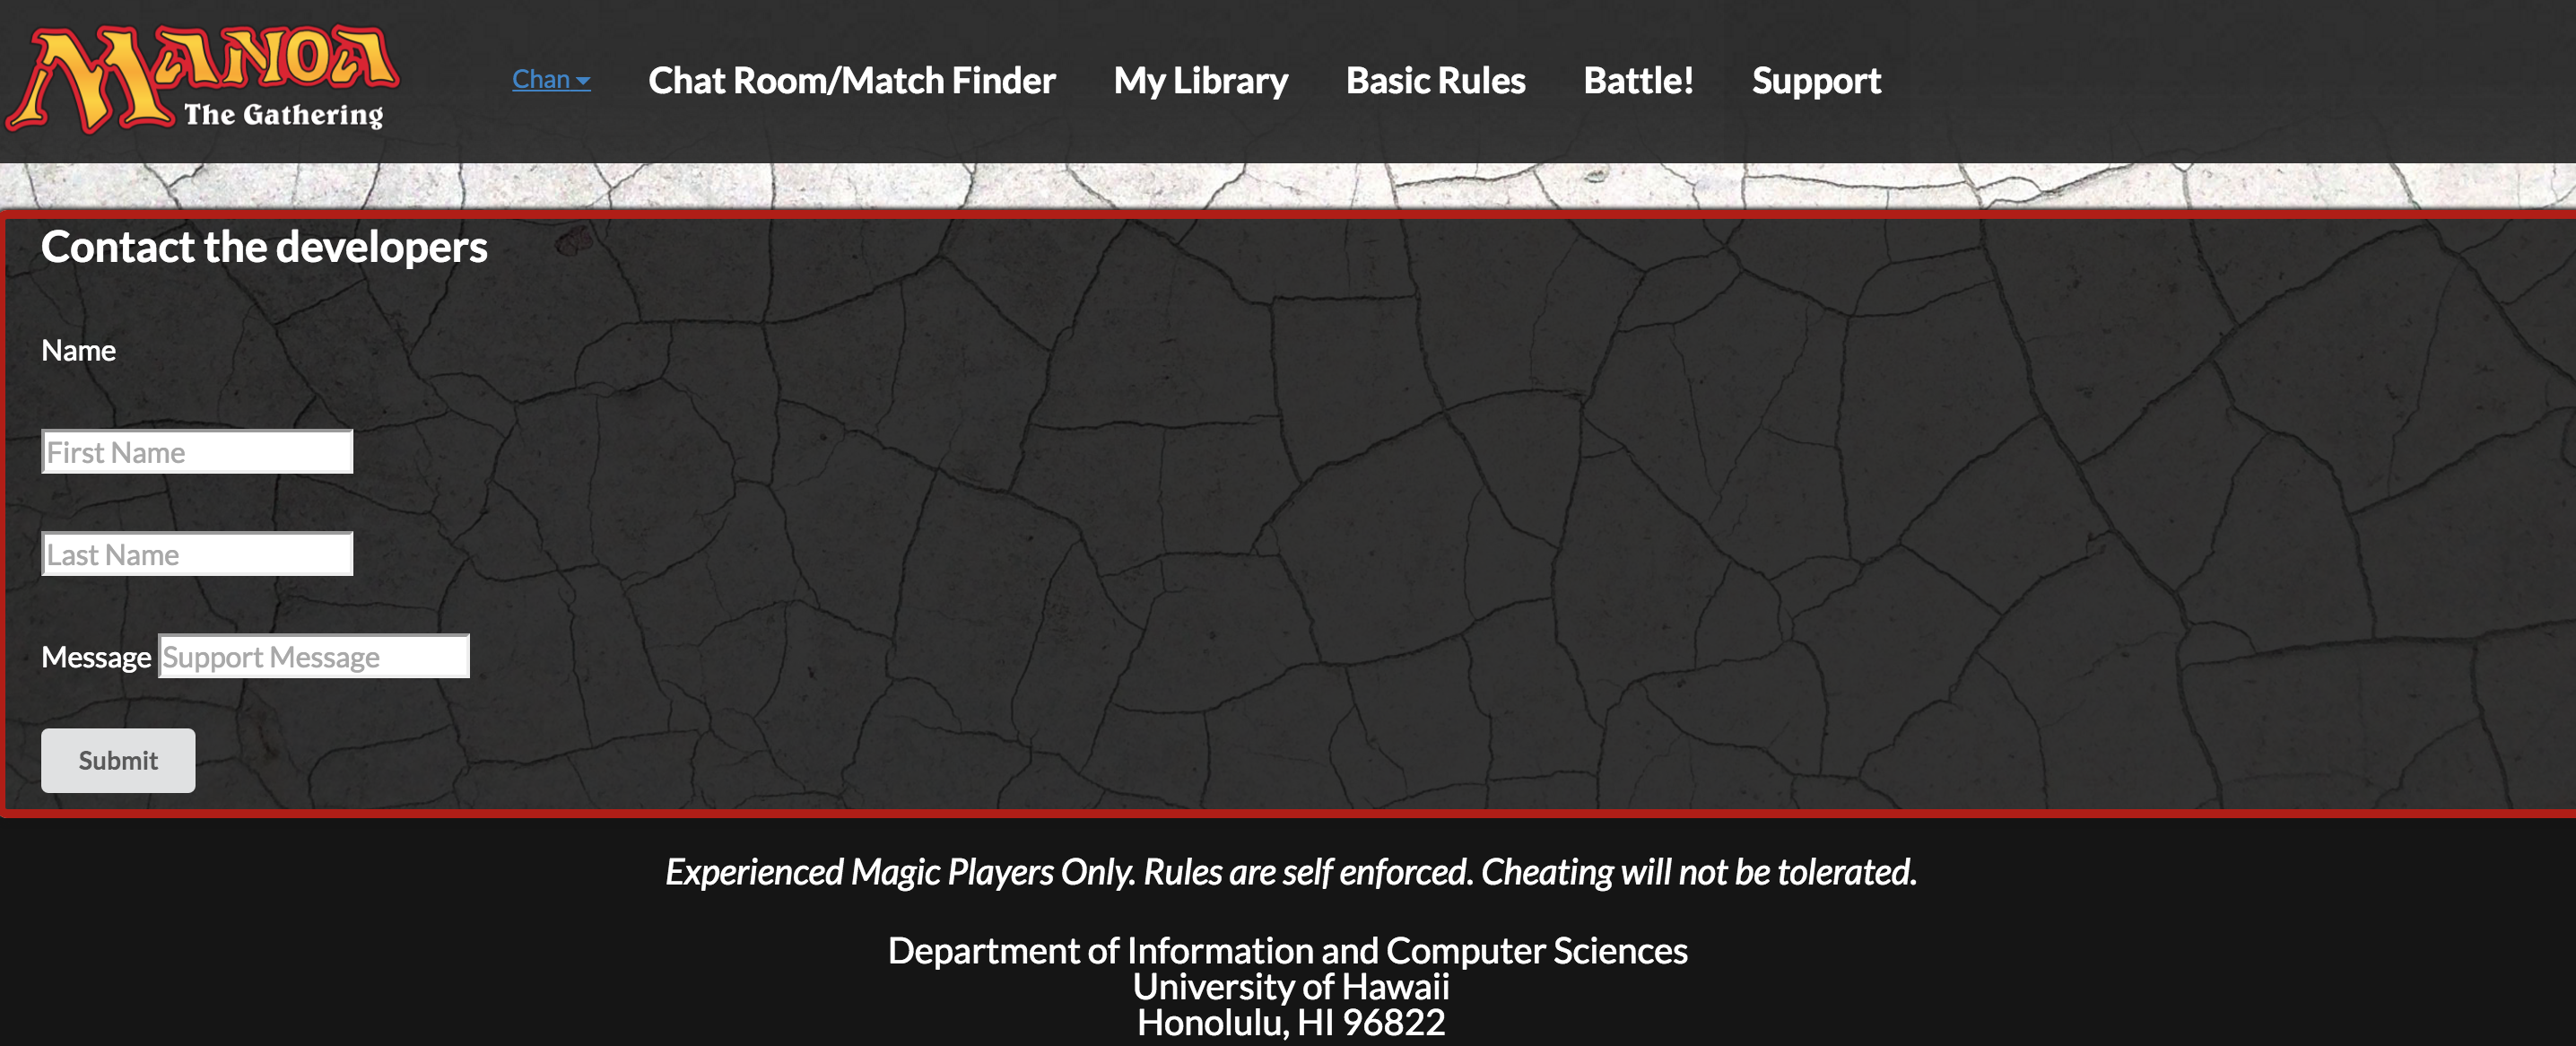 MANOA
The Gathering
Chan
Chat Room/Match Finder
My Library
Basic Rules
Battle!
Support
Contact the developers
Name
First Name
Last Name
Message Support Message
Submit
Experienced Magic Players Only. Rules are self enforced. Cheating will not be tolerated.
Department of Information and Computer Sciences
University of Hawaii
Honolulu, HI 96822